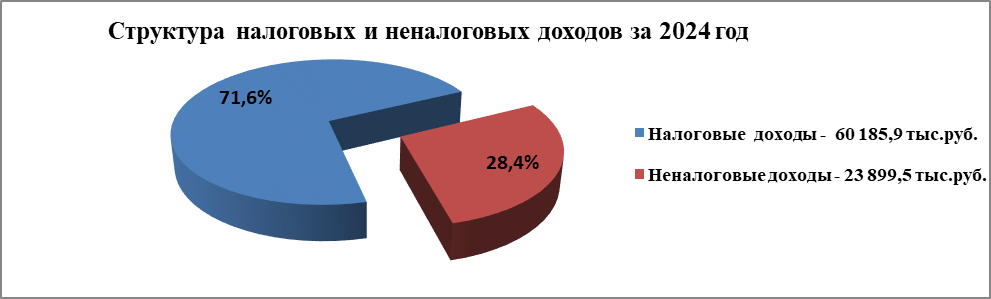 Структура налоговых и неналоговых доходов за 2024 год
71,6%
28,4%
Налоговые доходы - 60 185,9 тыс.руб.
Неналоговые доходы - 23 899,5 тыс.руб.